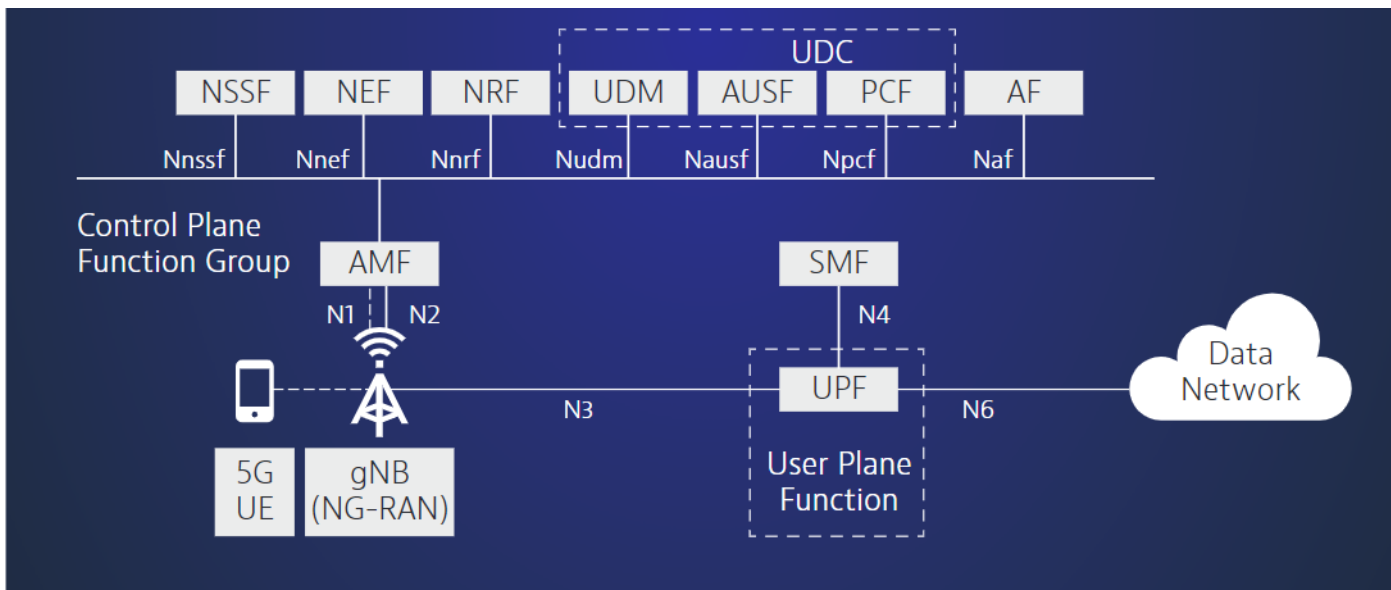 UDC
NSSF
NEF
NRF
UDM
AUSF
PCF
AF
Nnssf
Nnef
Nnrf
Nudm
Nausf
Npcf
Naf
Control Plane
Function Group
AMF
SMF
N1
N2
N4
Data
Network
UPF
N3
N6
User Plane
Function
5G
UE
gNB
(NG-RAN)